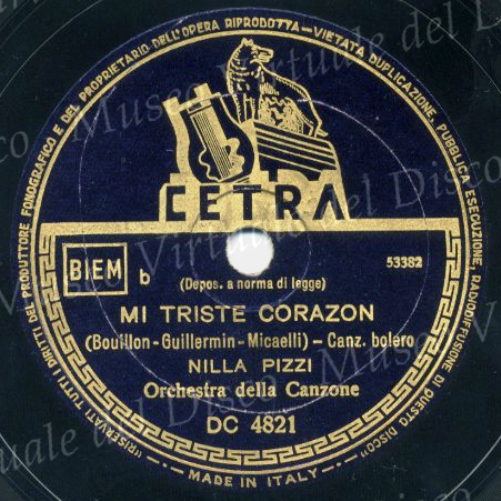 "RISERVATI TUTTI I DIRITTI DEL PRODUTTORE FONOGRAFICO E DEL PROPRIETARIO DELL'OPERA RIPRODOTTA - VIETATA DUPLICAZIONE, PUBBLICA ESECUZIONE, RADIODIFFUSIONE DI QUESTO DISCO"
CETRA
BIEM
b
53382
(Depos. a norma di legge)
MI TRISTE CORAZON
(Bouillon - Guillermin - Micaelli) - Canz. bolero
NILLA PIZZI
Orchestra della Canzone
DC 4821
MADE IN ITALY
Museo Virtuale del Disco